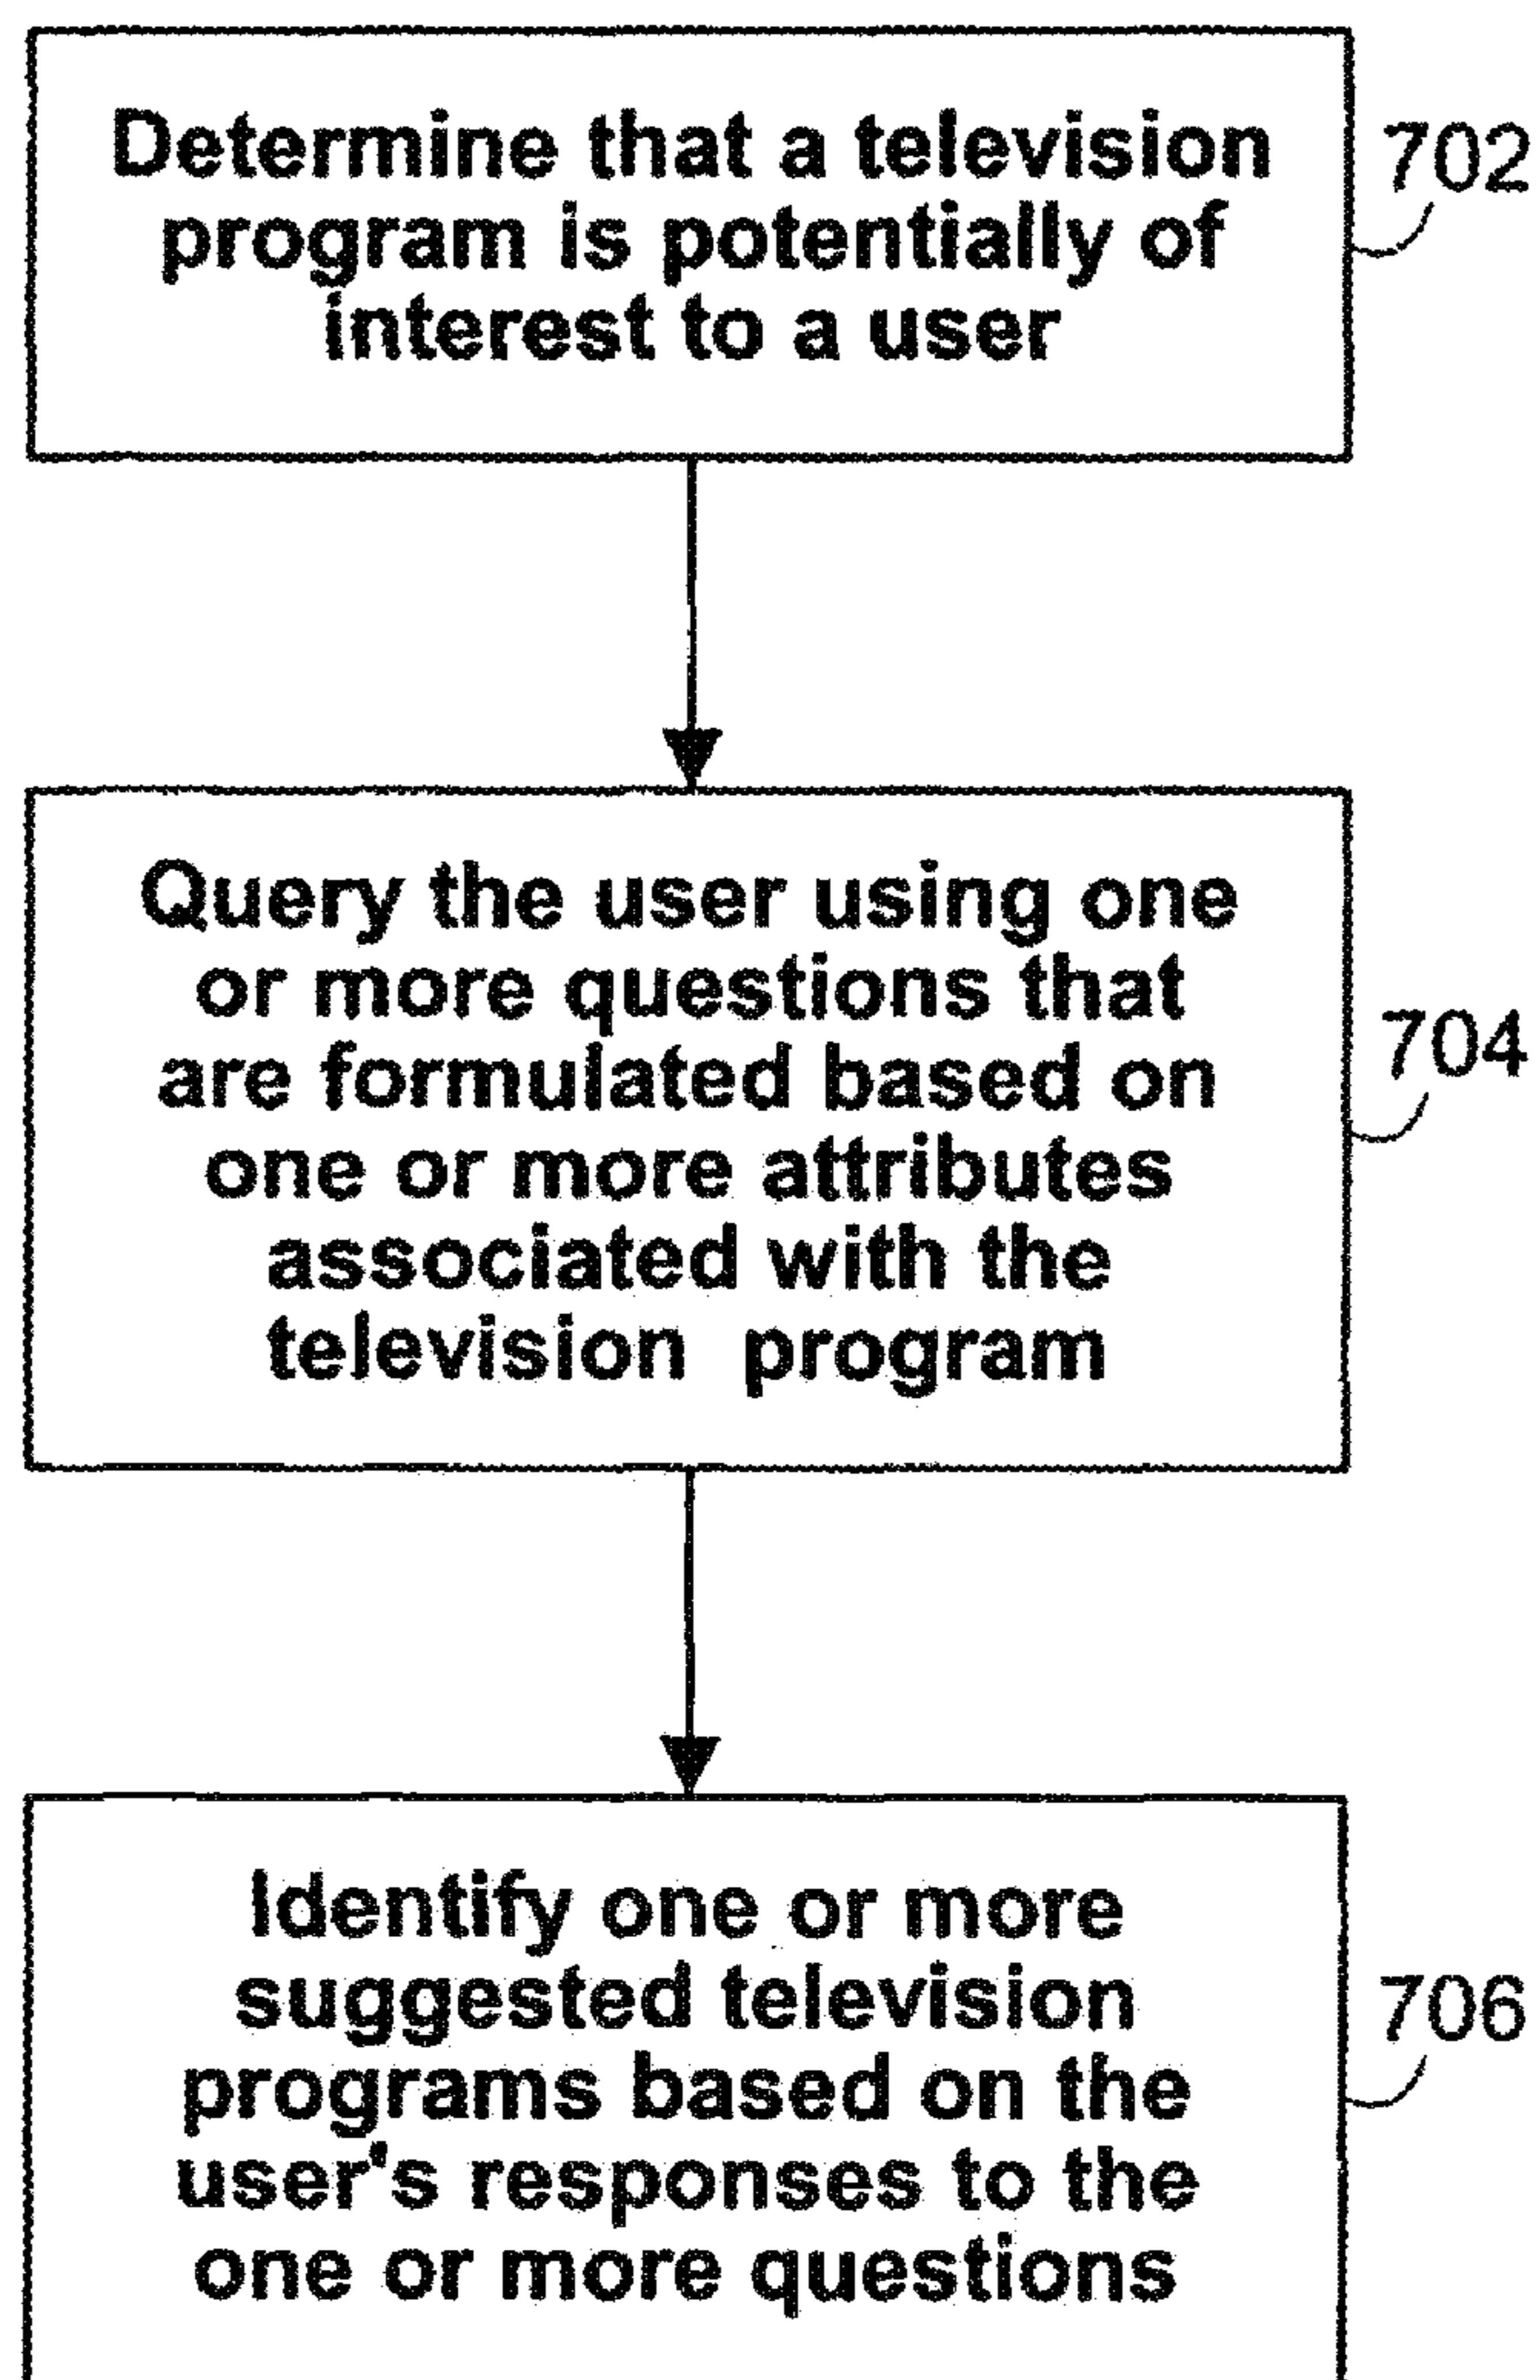 Determine that a television
program is potentially of
interest to a user
702
Query the user using one
or more questions that
are formulated based on
one or more attributes
associated with the
television program
704
Identify one or more
suggested television
programs based on the
user's responses to the
one or more questions
706